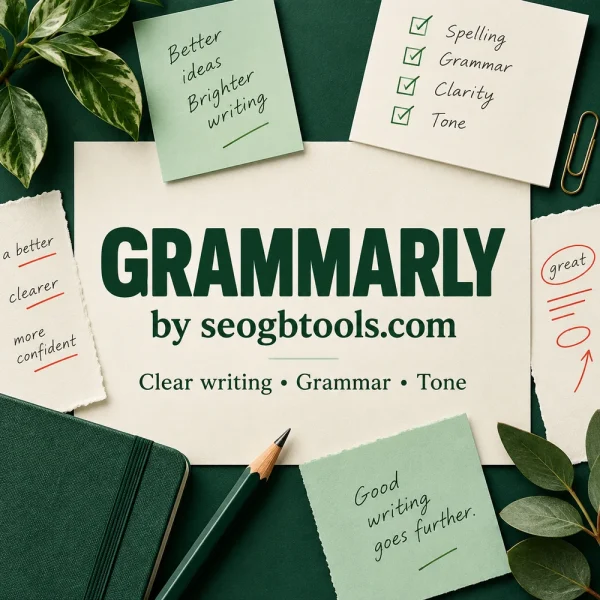 Better
ideas
Brighter
writing
Spelling
Grammar
Clarity
Tone
a better
clearer
more
confident
GRAMMARLY
by seogbtools.com
Clear writing • Grammar • Tone
great
Good
writing
goes further.